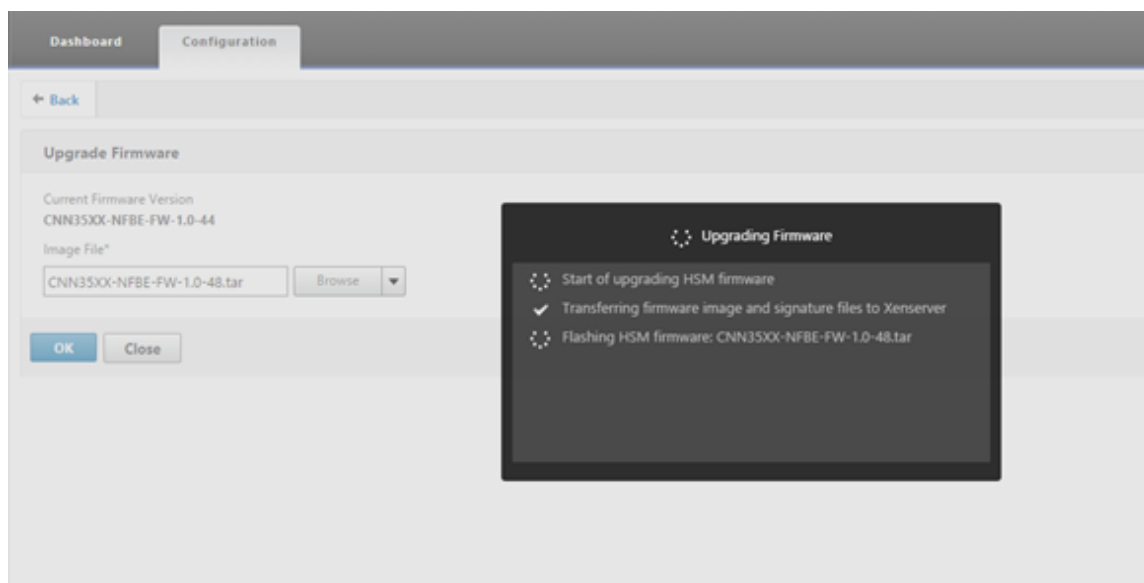 Dashboard
Configuration
Back
Upgrade Firmware
Current Firmware Version
CNN35XX-NFBE-FW-1.0-44
Image File*
CNN35XX-NFBE-FW-1.0-48.tar
Browse
OK
Close
Upgrading Firmware
Start of upgrading HSM firmware
Transferring firmware image and signature files to Xenserver
Flashing HSM firmware: CNN35XX-NFBE-FW-1.0-48.tar